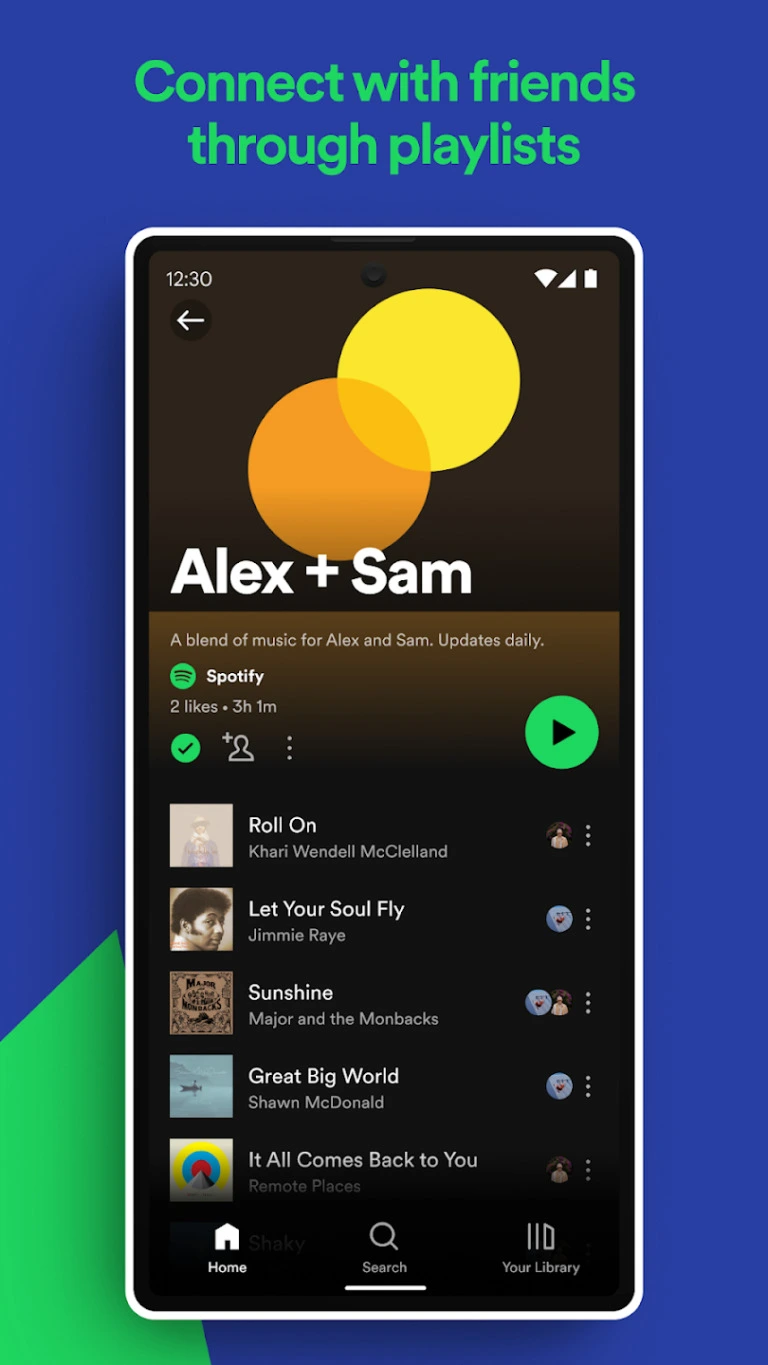 Connect with friends
through playlists
12:30
Alex + Sam
A blend of music for Alex and Sam. Updates daily.
Spotify
2 likes • 3h 1m
Roll On
Khari Wendell McClelland
Let Your Soul Fly
Jimmie Raye
MAJOR
MONBACKS
Sunshine
Major and the Monbacks
Great Big World
Shawn McDonald
It All Comes Back to You
Remote Places
Shaky
Home
Search
Your Library